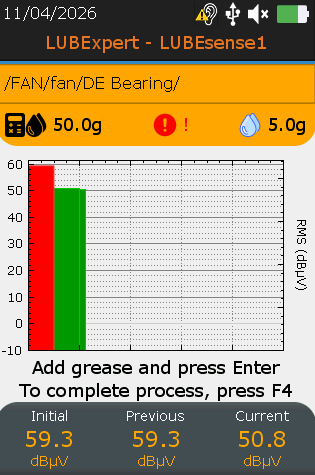 11/04/2026
LUBExpert - LUBEsense1
/FAN/fan/DE Bearing/
50.0g ! ! 5.0g
60
50
40
30
20
10
0
-10
RMS (dBµV)
Add grease and press Enter
To complete process, press F4
Initial Previous Current
59.3 59.3 50.8
dBµV dBµV dBµV